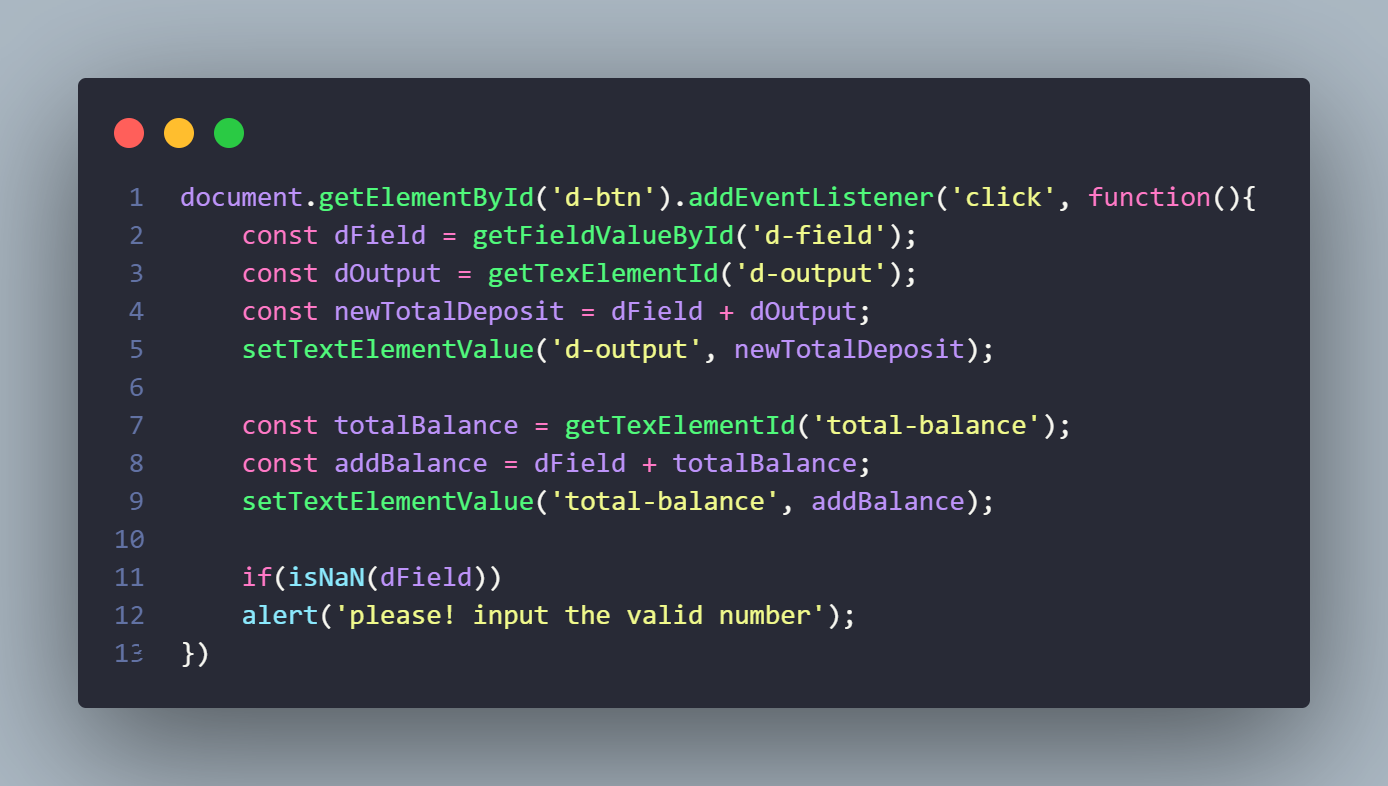 1 document.getElementById('d-btn').addEventListener('click', function(){
2 const dField = getFieldValueById('d-field');
3 const dOutput = getTexElementId('d-output');
4 const newTotalDeposit = dField + dOutput;
5 setTextElementValue('d-output', newTotalDeposit);
6
7 const totalBalance = getTexElementId('total-balance');
8 const addBalance = dField + totalBalance;
9 setTextElementValue('total-balance', addBalance);
10
11 if(isNaN(dField))
12 alert('please! input the valid number');
13 })